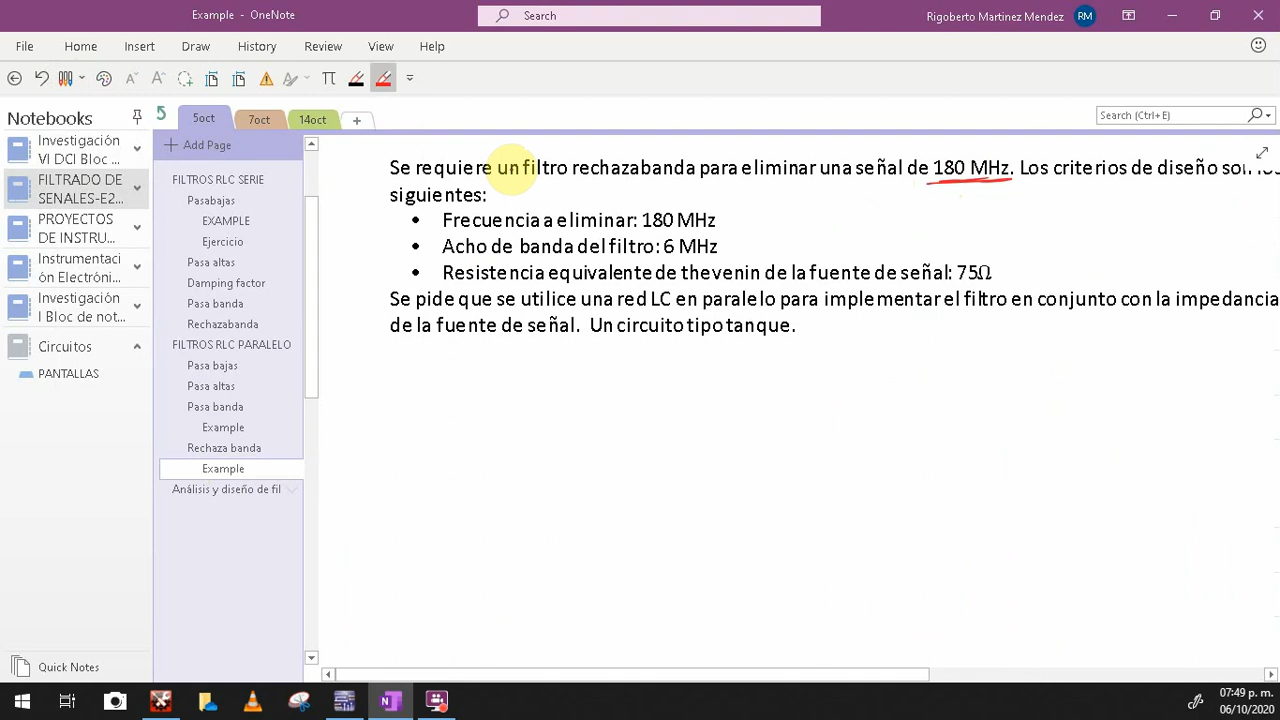 Example - OneNote
Search
Rigoberto Martinez Mendez
RM
File Home Insert Draw History Review View Help
Notebooks
5oct
7oct
14oct
Search (Ctrl+E)
Add Page
Investigación
VI DCI Bloc ...
FILTRADO DE
SENALES-E2...
PROYECTOS
DE INSTRU...
Instrumentaci
ón Electróni...
Investigación
I Bloc de not...
Circuitos
PANTALLAS
Quick Notes
FILTROS RLC SERIE
Pasabajas
EXAMPLE
Ejercicio
Pasa altas
Damping factor
Pasa banda
Rechazabanda
FILTROS RLC PARALELO
Pasa bajas
Pasa altas
Pasa banda
Example
Rechaza banda
Example
Análisis y diseño de fil
Se requiere un filtro rechazabanda para eliminar una señal de 180 MHz. Los criterios de diseño son los
siguientes:
• Frecuencia a eliminar: 180 MHz
• Acho de banda del filtro: 6 MHz
• Resistencia equivalente de thevenin de la fuente de señal: 75Ω
Se pide que se utilice una red LC en paralelo para implementar el filtro en conjunto con la impedancia
de la fuente de señal. Un circuito tipo tanque.
07:49 p. m.
06/10/2020